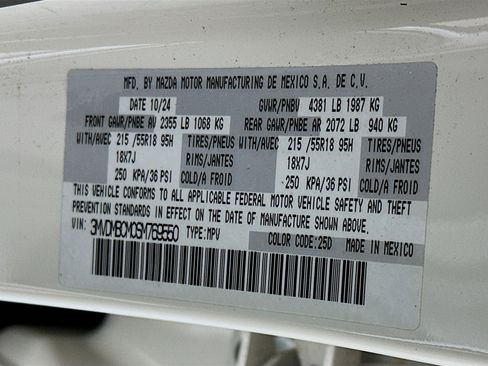 MFD. BY MAZDA MOTOR MANUFACTURING DE MEXICO S.A. DE C.V.
DATE 10/24 GVWR/PNBV 4381 LB 1987 KG
FRONT GAWR/PNBE AV 2355 LB 1068 KG REAR GAWR/PNBE AR 2072 LB 940 KG
WITH/AVEC 215 /55R18 95H TIRES/PNEUS WITH/AVEC 215 /55R18 95H TIRES/PNEUS
18X7J RIMS/JANTES 18X7J RIMS/JANTES
250 KPA/36 PSI COLD/A FROID 250 KPA/36 PSI COLD/A FROID
THIS VEHICLE CONFORMS TO ALL APPLICABLE FEDERAL MOTOR VEHICLE SAFETY AND THEFT
PREVENTION STANDARDS IN EFFECT ON THE DATE OF MANUFACTURE SHOWN ABOVE.
VIN: TYPE: MPV COLOR CODE: 25D MADE IN MEXICO